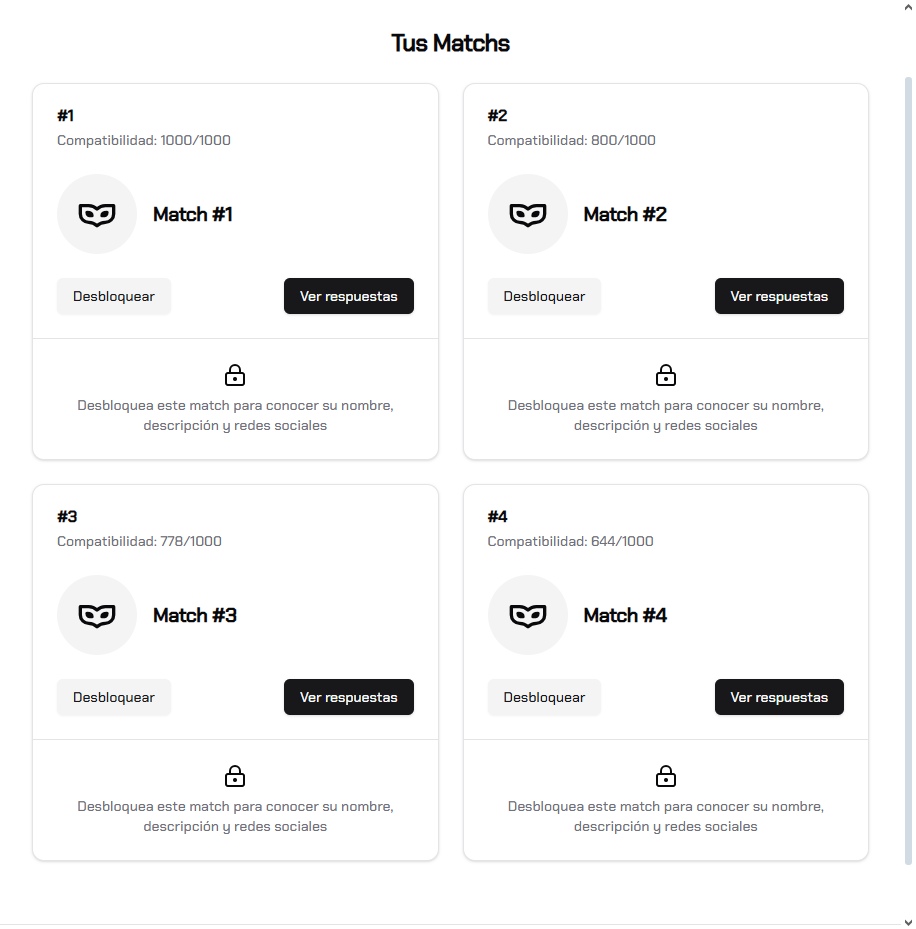 Tus Matchs
#1
Compatibilidad: 1000/1000
Match #1
Desbloquear
Ver respuestas
Desbloquea este match para conocer su nombre,
descripción y redes sociales
#2
Compatibilidad: 800/1000
Match #2
Desbloquear
Ver respuestas
Desbloquea este match para conocer su nombre,
descripción y redes sociales
#3
Compatibilidad: 778/1000
Match #3
Desbloquear
Ver respuestas
Desbloquea este match para conocer su nombre,
descripción y redes sociales
#4
Compatibilidad: 644/1000
Match #4
Desbloquear
Ver respuestas
Desbloquea este match para conocer su nombre,
descripción y redes sociales